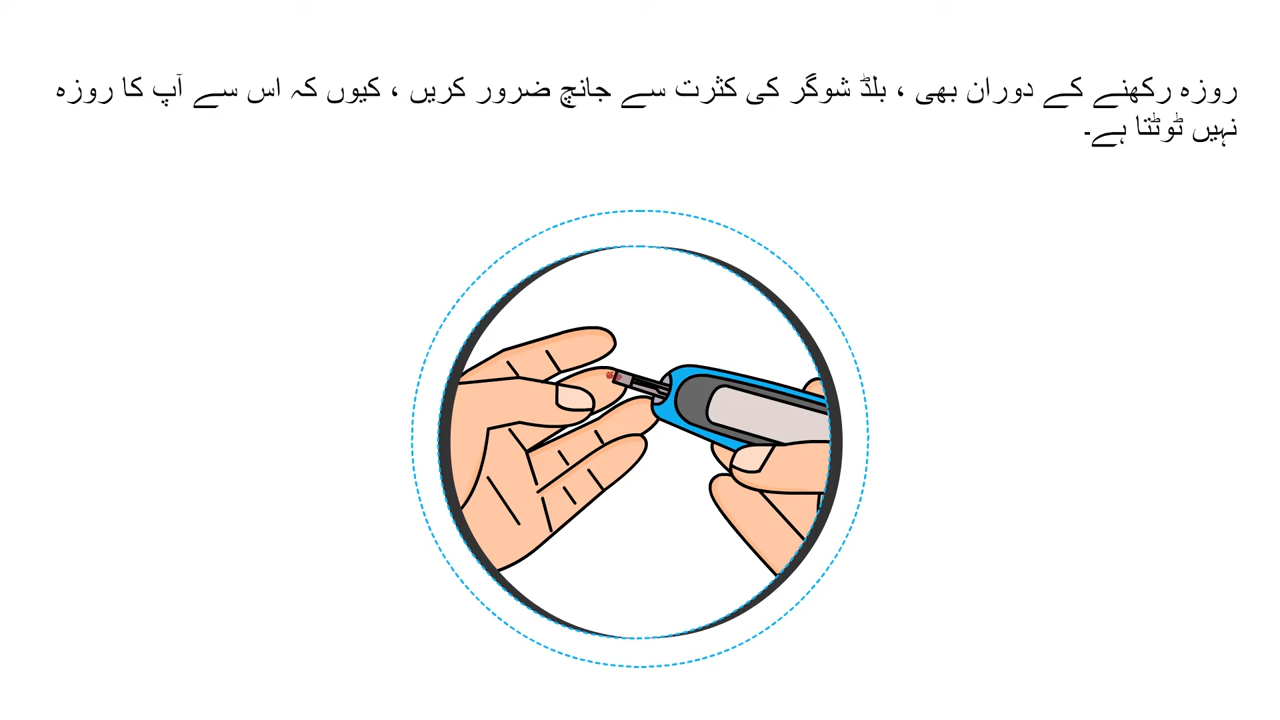 روزہ رکھنے کے دوران بھی ، بلڈ شوگر کی کثرت سے جانچ ضرور کریں ، کیوں کہ اس سے آپ کا روزہ
نہیں ٹوٹتا ہے۔